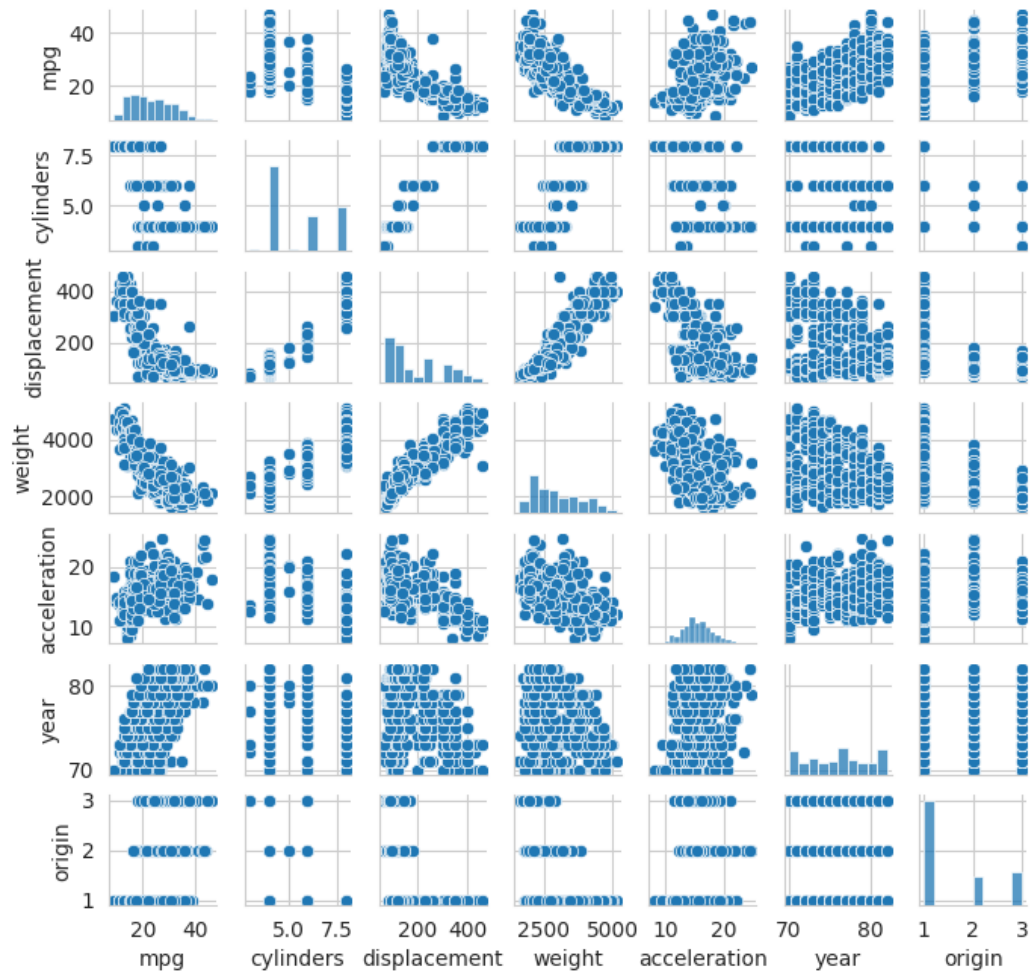 mpg
40
20
cylinders
7.5
5.0
displacement
400
200
weight
4000
2000
acceleration
20
10
year
80
70
origin
3
2
1
20 40 5.0 7.5 200 400 2500 5000 10 20 70 80 1 2 3
mpg cylinders displacement weight acceleration year origin